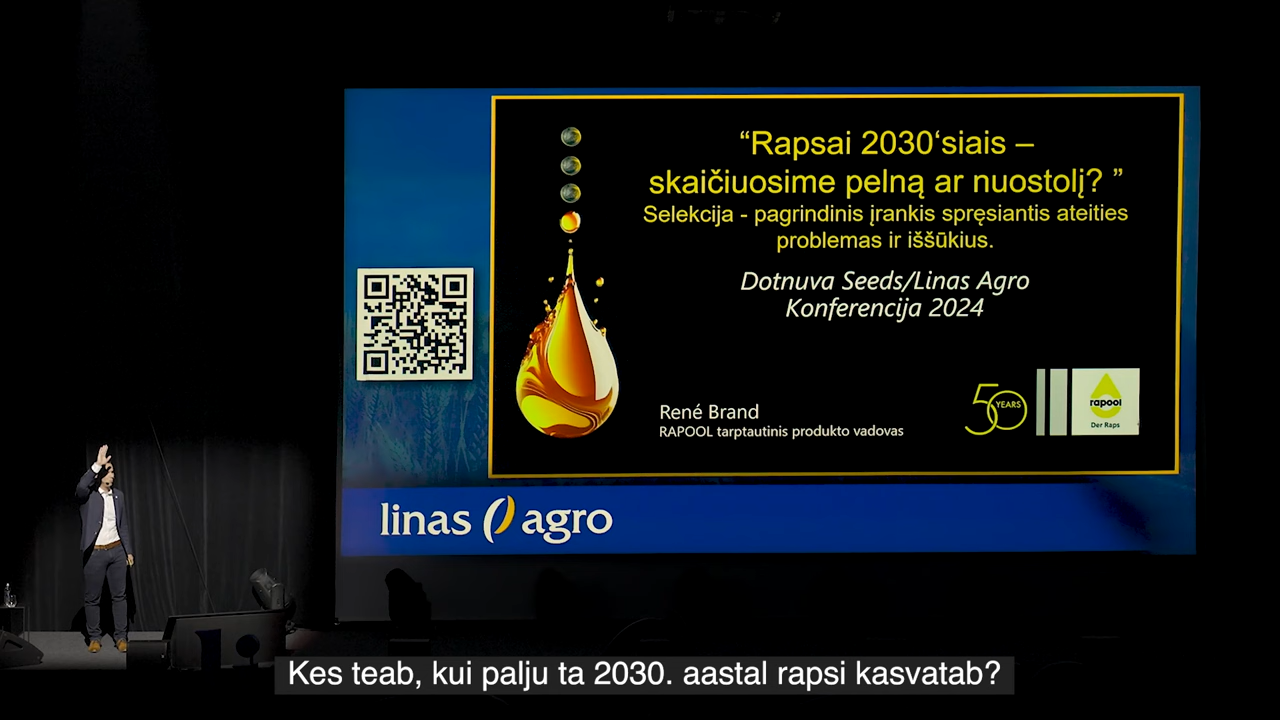 “Rapsai 2030‘siais –
skaičiuosime pelną ar nuostolį? ”
Selekcija - pagrindinis įrankis spręsiantis ateities
problemas ir iššūkius.
Dotnuva Seeds/Linas Agro
Konferencija 2024
René Brand
RAPOOL tarptautinis produkto vadovas
50 YEARS
rapool
Der Raps
linas agro
Kes teab, kui palju ta 2030. aastal rapsi kasvatab?